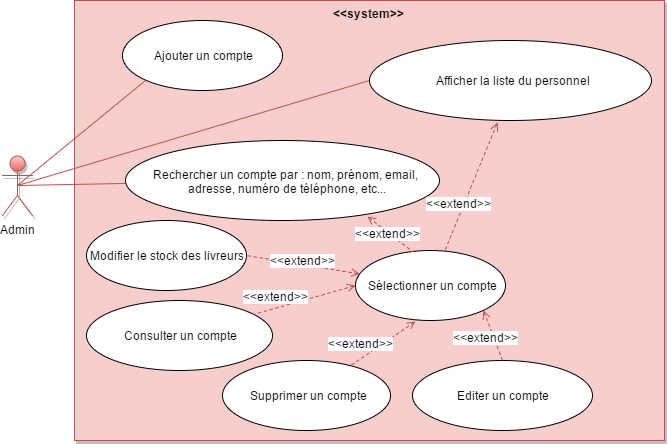 <<system>>
Ajouter un compte
Afficher la liste du personnel
Rechercher un compte par : nom, prénom, email,
adresse, numéro de téléphone, etc...
<<extend>>
Admin
<<extend>>
Modifier le stock des livreurs
<<extend>>
Sélectionner un compte
<<extend>>
Consulter un compte
<<extend>>
<<extend>>
Supprimer un compte
Editer un compte